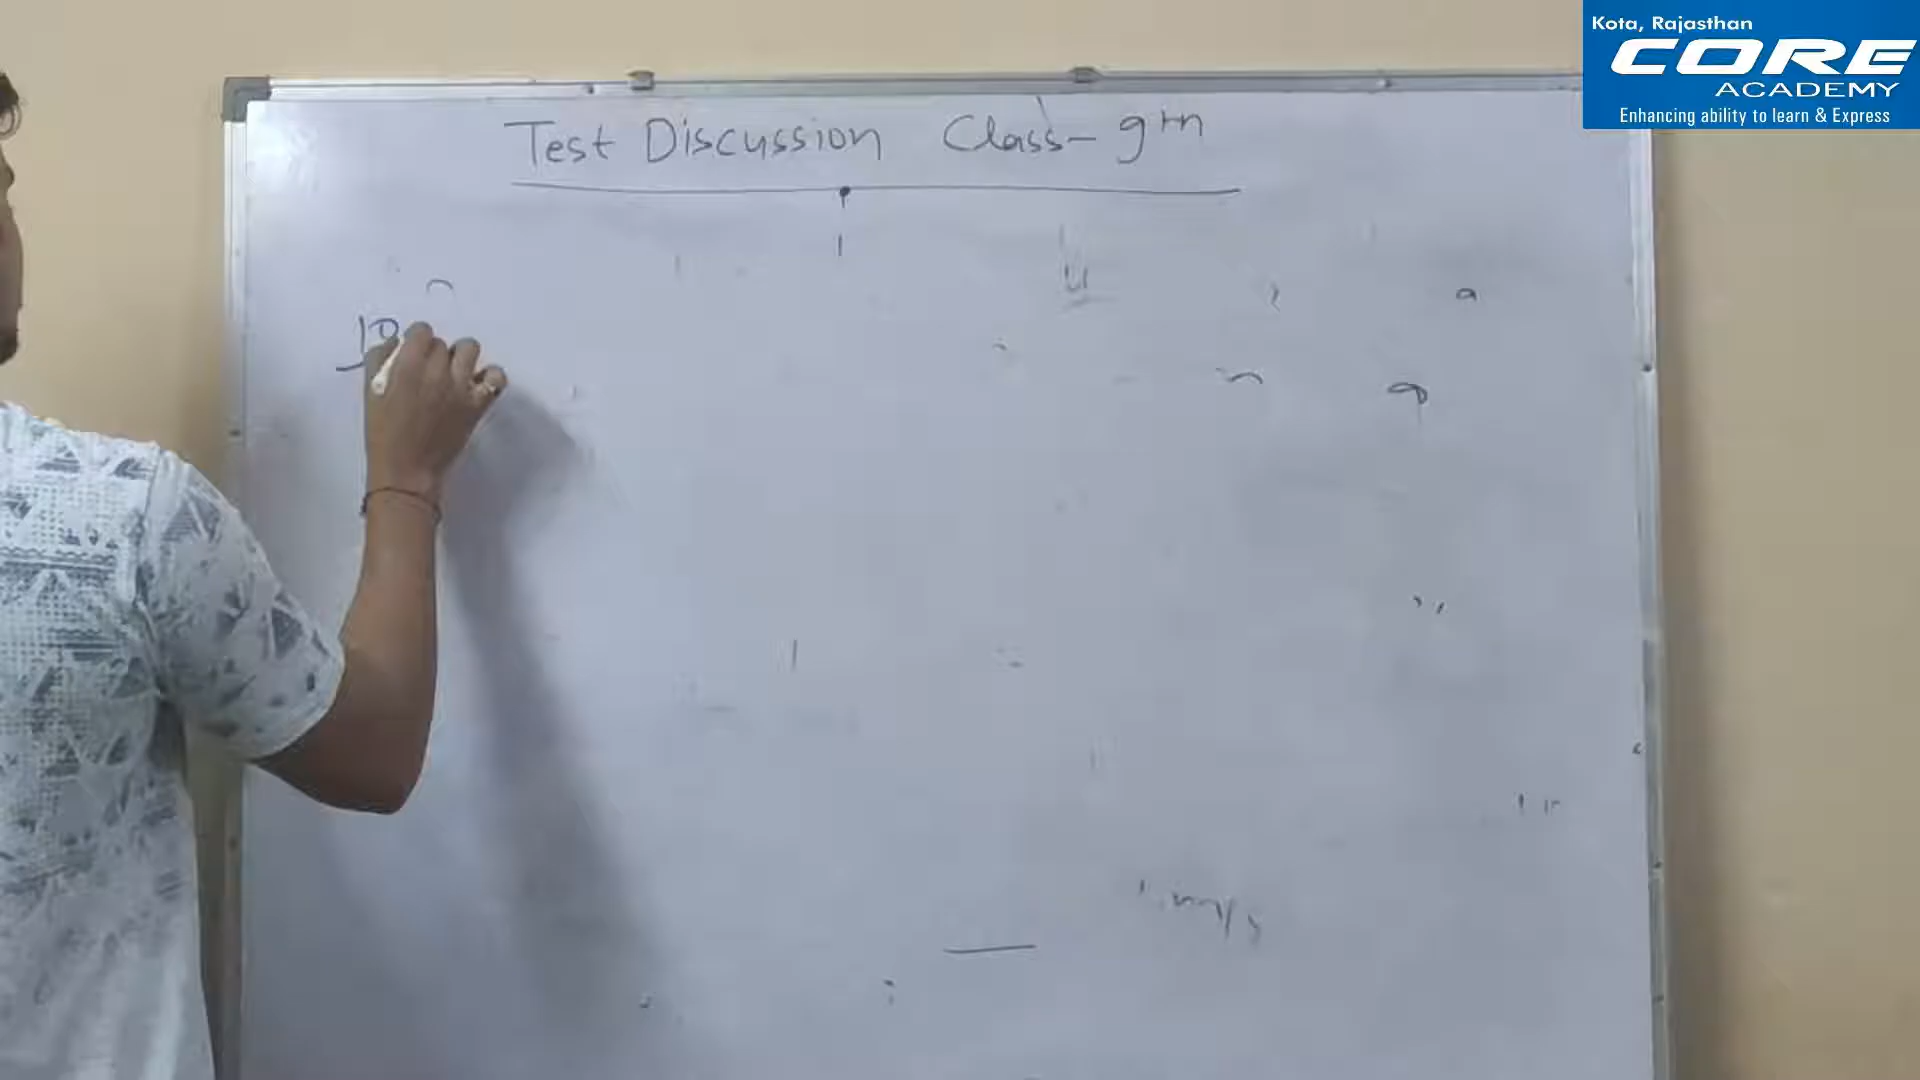 Kota, Rajasthan
CORE
ACADEMY
Enhancing ability to learn & Express
Test Discussion Class- 9th